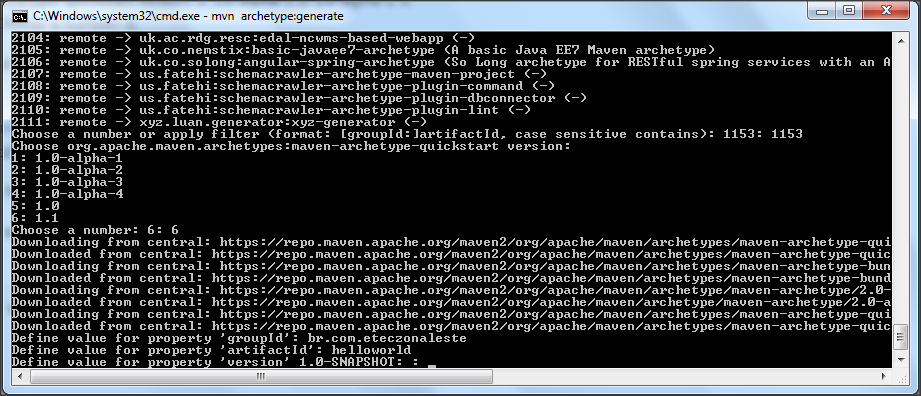 C:\Windows\system32\cmd.exe - mvn archetype:generate
2104: remote -> uk.ac.rdg.resc:edal-ncwms-based-webapp (-)
2105: remote -> uk.co.nemstix:basic-javaee7-archetype (A basic Java EE7 Maven archetype)
2106: remote -> uk.co.solong:angular-spring-archetype (So Long archetype for RESTful spring services with an A
2107: remote -> us.fatehi:schemacrawler-archetype-maven-project (-)
2108: remote -> us.fatehi:schemacrawler-archetype-plugin-command (-)
2109: remote -> us.fatehi:schemacrawler-archetype-plugin-dbconnector (-)
2110: remote -> us.fatehi:schemacrawler-archetype-plugin-lint (-)
2111: remote -> xyz.luan.generator:xyz-generator (-)
Choose a number or apply filter (format: [groupId:]artifactId, case sensitive contains): 1153: 1153
Choose org.apache.maven.archetypes:maven-archetype-quickstart version:
1: 1.0-alpha-1
2: 1.0-alpha-2
3: 1.0-alpha-3
4: 1.0-alpha-4
5: 1.0
6: 1.1
Choose a number: 6: 6
Downloading from central: https://repo.maven.apache.org/maven2/org/apache/maven/archetypes/maven-archetype-qui
Downloaded from central: https://repo.maven.apache.org/maven2/org/apache/maven/archetypes/maven-archetype-quic
Downloading from central: https://repo.maven.apache.org/maven2/org/apache/maven/archetypes/maven-archetype-bun
Downloaded from central: https://repo.maven.apache.org/maven2/org/apache/maven/archetypes/maven-archetype-bund
Downloading from central: https://repo.maven.apache.org/maven2/org/apache/maven/archetype/maven-archetype/2.0-
Downloaded from central: https://repo.maven.apache.org/maven2/org/apache/maven/archetype/maven-archetype/2.0-a
Downloading from central: https://repo.maven.apache.org/maven2/org/apache/maven/archetypes/maven-archetype-qui
Downloaded from central: https://repo.maven.apache.org/maven2/org/apache/maven/archetypes/maven-archetype-quic
Define value for property 'groupId': br.com.eteczonaleste
Define value for property 'artifactId': helloworld
Define value for property 'version' 1.0-SNAPSHOT: : _